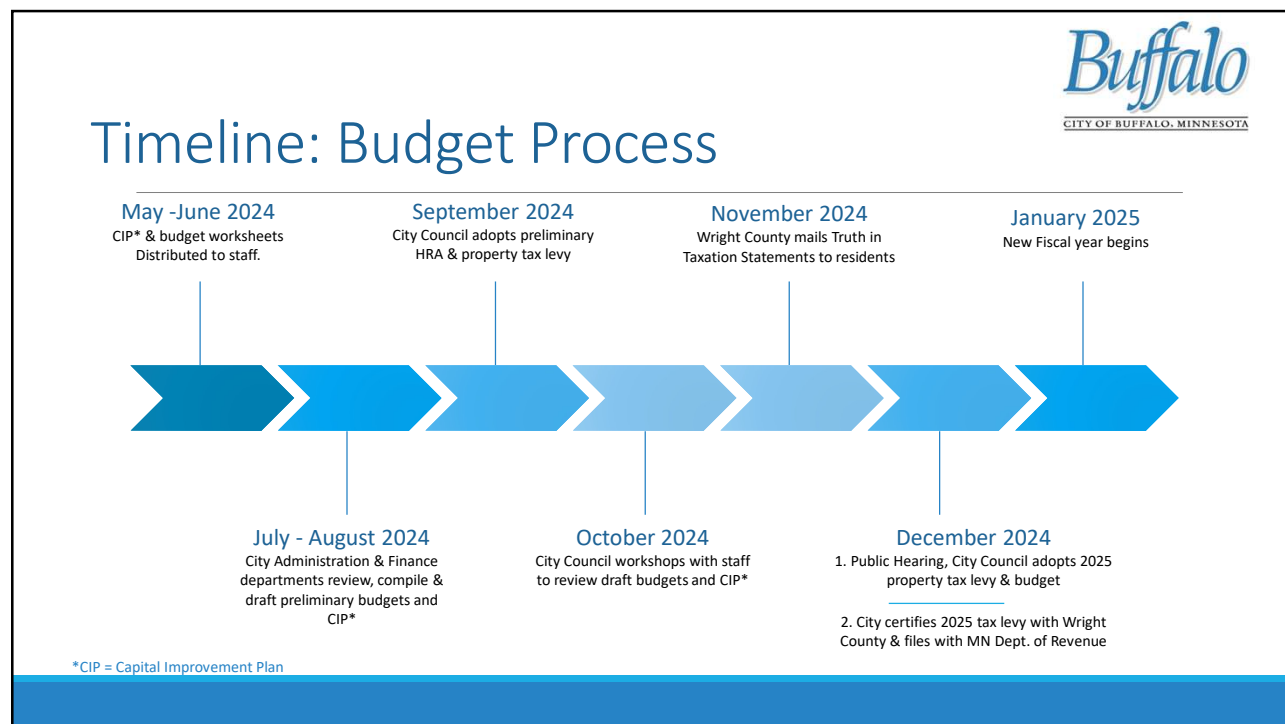 Buffalo
CITY OF BUFFALO, MINNESOTA
Timeline: Budget Process
May -June 2024
CIP* & budget worksheets
Distributed to staff.
September 2024
City Council adopts preliminary
HRA & property tax levy
November 2024
Wright County mails Truth in
Taxation Statements to residents
January 2025
New Fiscal year begins
July - August 2024
City Administration & Finance
departments review, compile &
draft preliminary budgets and
CIP*
October 2024
City Council workshops with staff
to review draft budgets and CIP*
December 2024
1. Public Hearing, City Council adopts 2025
property tax levy & budget
2. City certifies 2025 tax levy with Wright
County & files with MN Dept. of Revenue
*CIP = Capital Improvement Plan